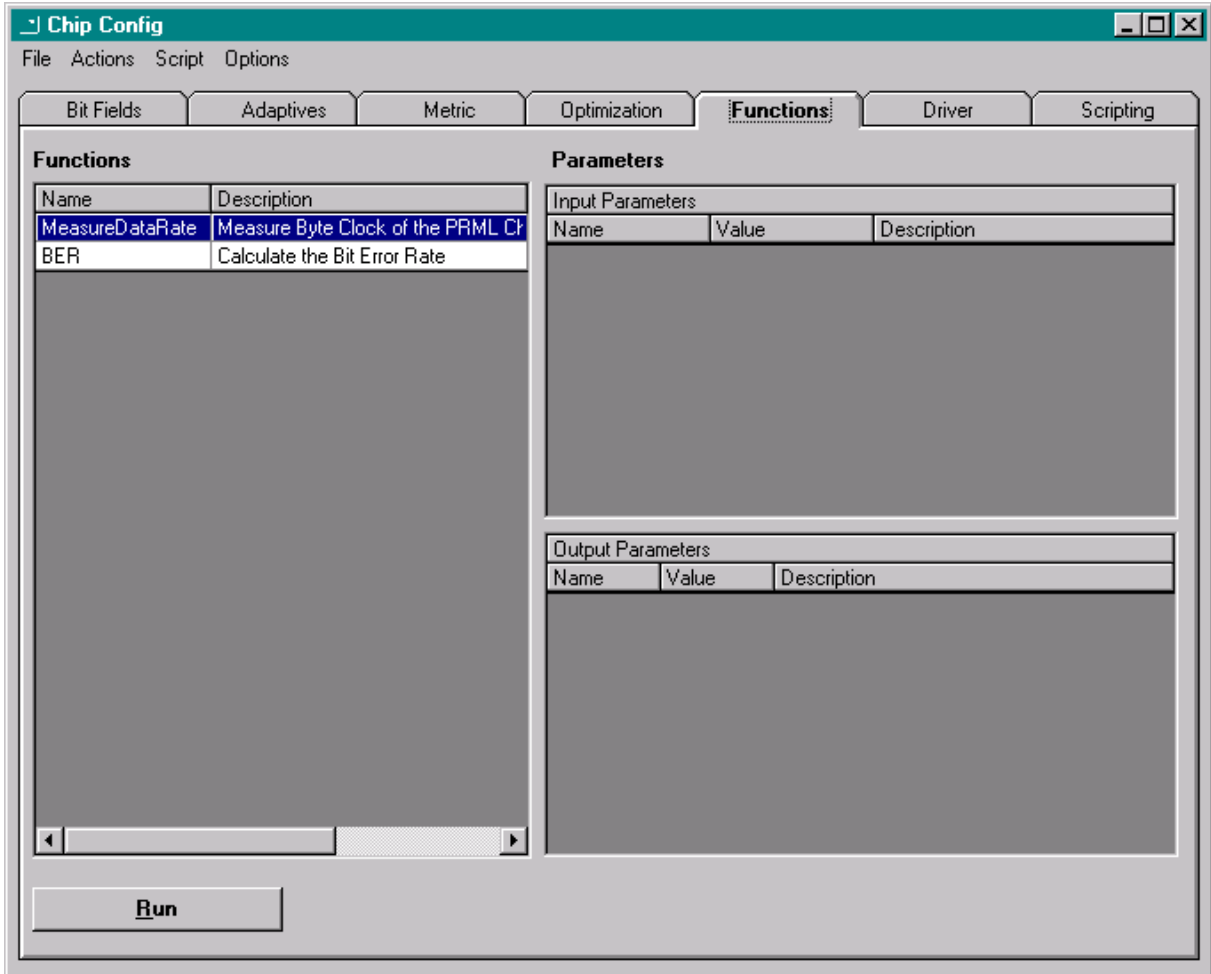 Chip Config
File Actions Script Options
Bit Fields Adaptives Metric Optimization Functions Driver Scripting
Functions
Name Description
MeasureDataRate Measure Byte Clock of the PRML Ch
BER Calculate the Bit Error Rate
Parameters
Input Parameters
Name Value Description
Output Parameters
Name Value Description
Run